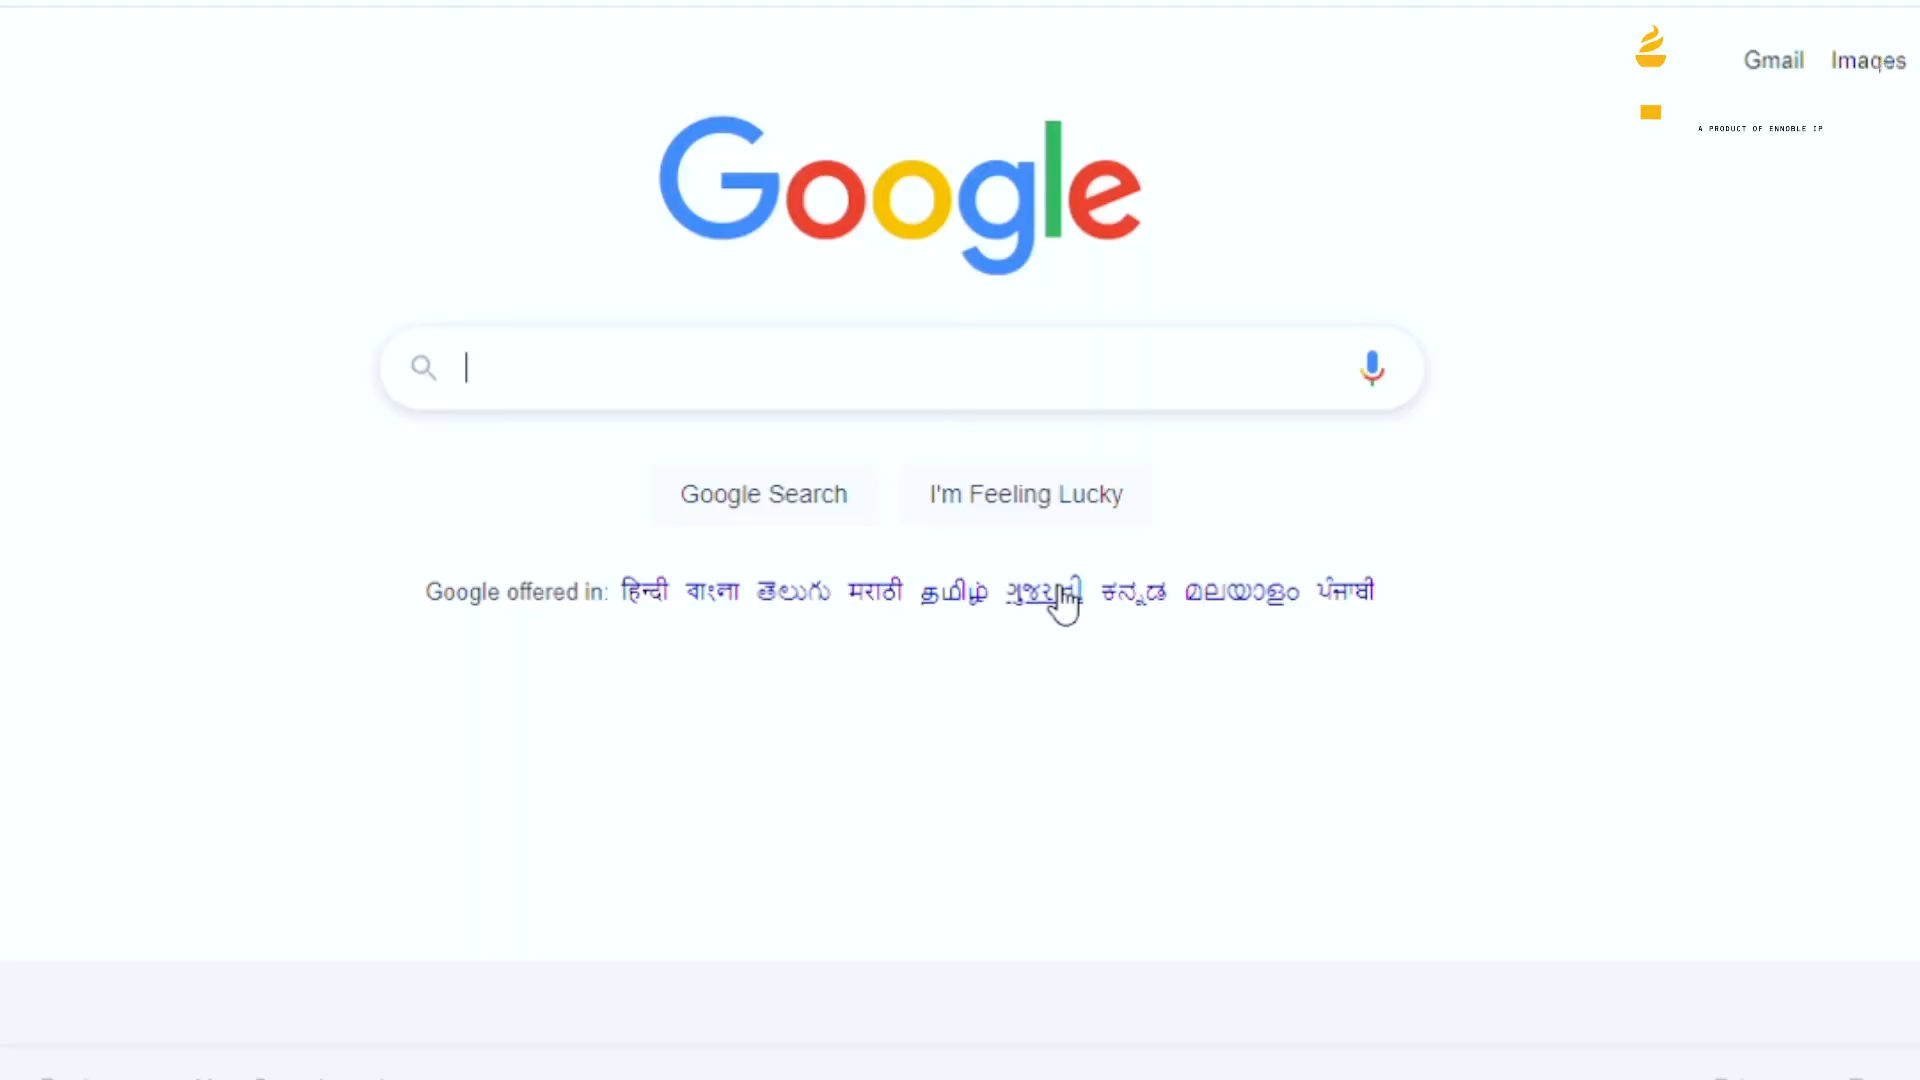 Gmail Images
A PRODUCT OF ENNOBLE IP
Google
Google Search I'm Feeling Lucky
Google offered in: हिन्दी বাংলা తెలుగు मराठी தமிழ் ગુજરાતી ಕನ್ನಡ മലയാളം ਪੰਜਾਬੀ